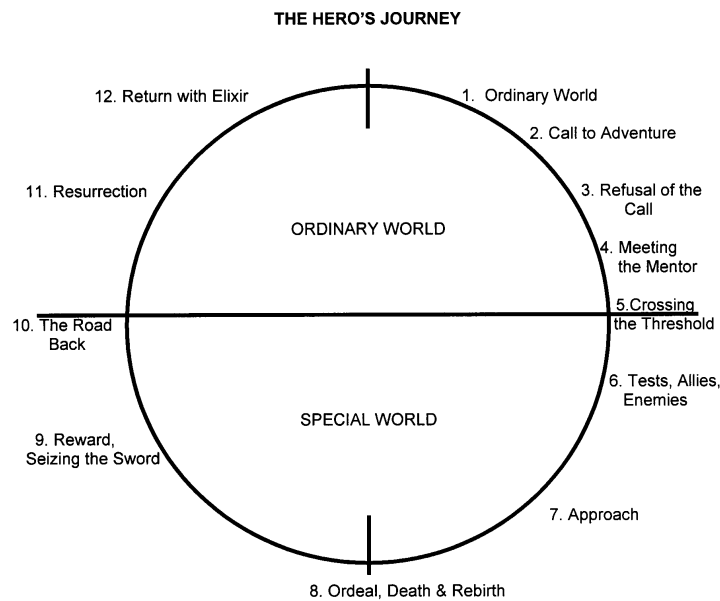 THE HERO'S JOURNEY
12. Return with Elixir
1. Ordinary World
2. Call to Adventure
11. Resurrection
3. Refusal of the
Call
ORDINARY WORLD
4. Meeting
the Mentor
5.Crossing
the Threshold
10. The Road
Back
6. Tests, Allies,
Enemies
SPECIAL WORLD
9. Reward,
Seizing the Sword
7. Approach
8. Ordeal, Death & Rebirth